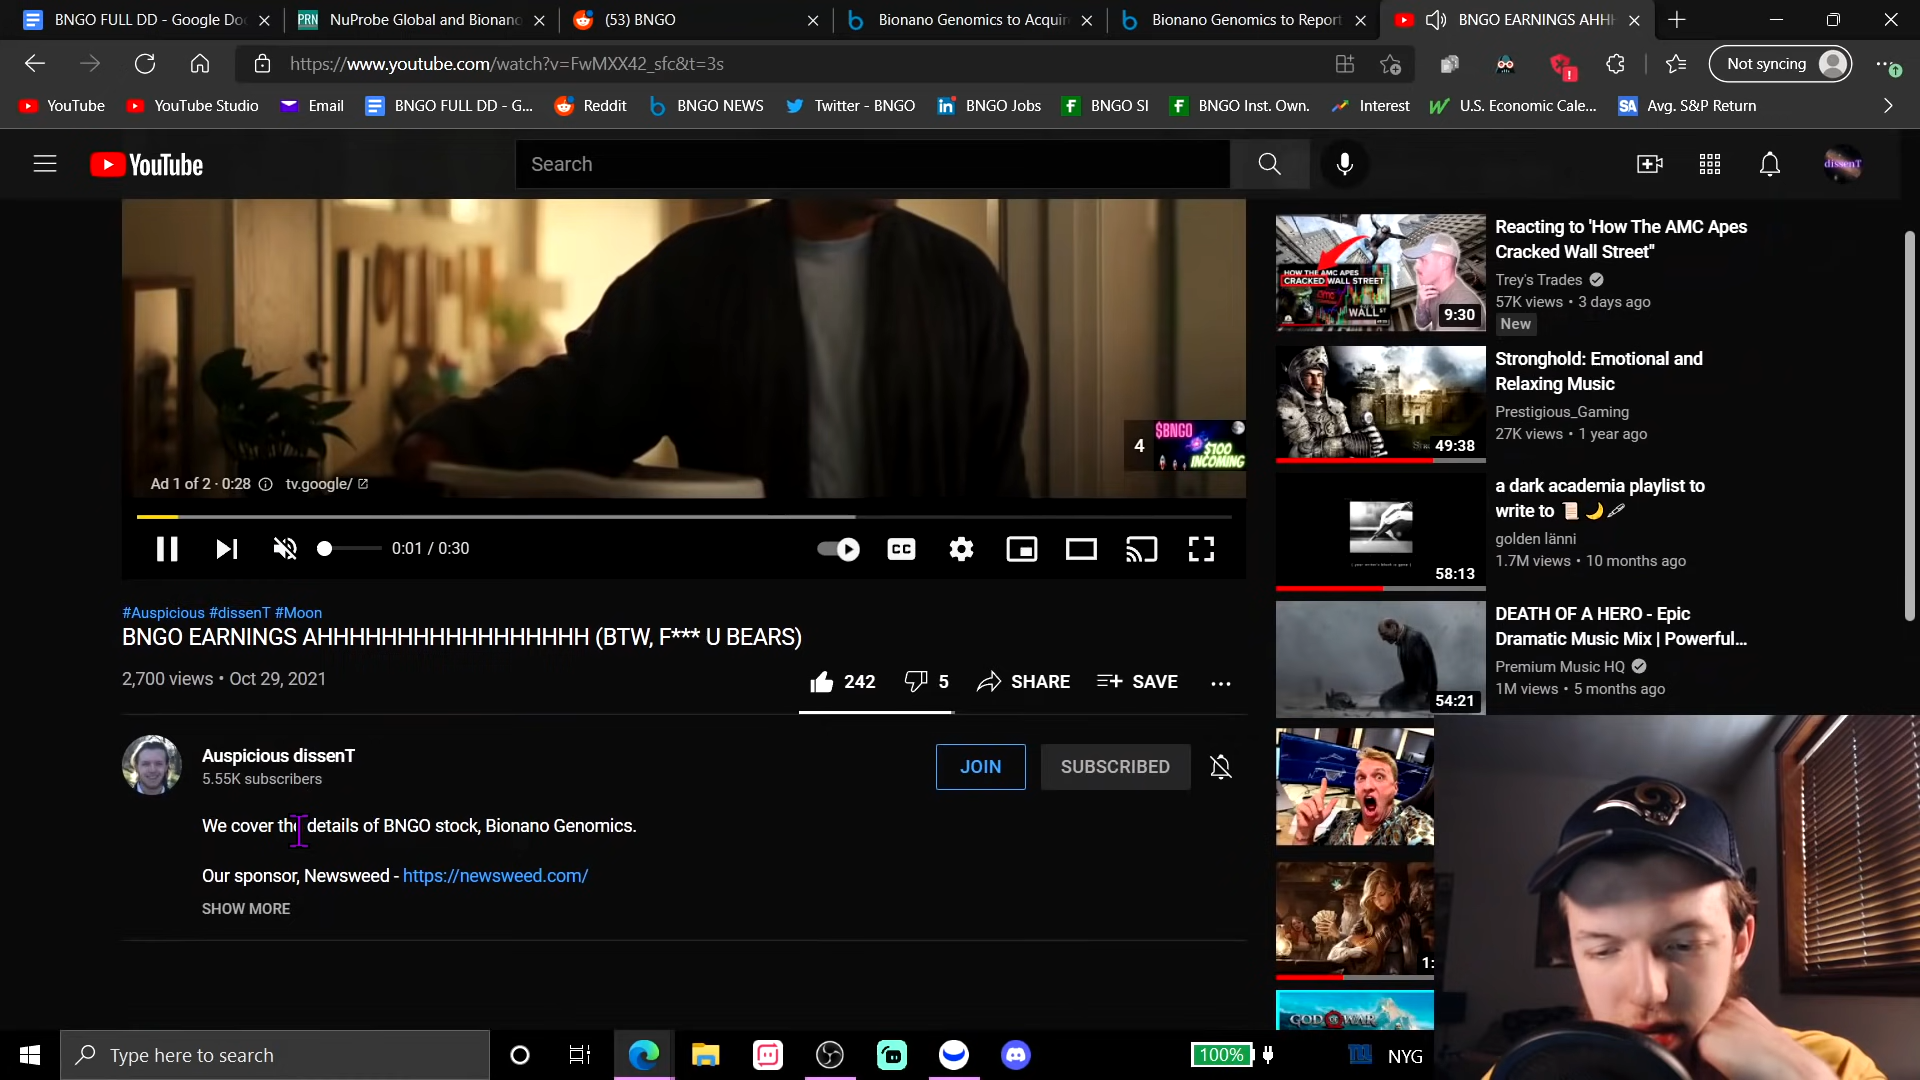 BNGO FULL DD - Google Do
NuProbe Global and Bionano
(53) BNGO
Bionano Genomics to Acqui
Bionano Genomics to Report
BNGO EARNINGS AHH
https://www.youtube.com/watch?v=FwMXX42_sfc&t=3s
Not syncing
YouTube
YouTube Studio
Email
BNGO FULL DD - G...
Reddit
BNGO NEWS
Twitter - BNGO
BNGO Jobs
BNGO SI
BNGO Inst. Own.
Interest
U.S. Economic Cale...
Avg. S&P Return
YouTube
Search
dissenT
4
$BNGO
$100
INCOMING
Ad 1 of 2 · 0:28
tv.google/
0:01 / 0:30
CC
#Auspicious #dissenT #Moon
BNGO EARNINGS AHHHHHHHHHHHHHHHHH (BTW, F*** U BEARS)
2,700 views • Oct 29, 2021
242
5
SHARE
SAVE
Auspicious dissenT
5.55K subscribers
JOIN
SUBSCRIBED
We cover the details of BNGO stock, Bionano Genomics.
Our sponsor, Newsweed - https://newsweed.com/
SHOW MORE
HOW THE AMC APES
CRACKED WALL STREET
9:30
Reacting to 'How The AMC Apes
Cracked Wall Street"
Trey's Trades
57K views • 3 days ago
New
49:38
Stronghold: Emotional and
Relaxing Music
Prestigious_Gaming
27K views • 1 year ago
58:13
a dark academia playlist to
write to
golden länni
1.7M views • 10 months ago
54:21
DEATH OF A HERO - Epic
Dramatic Music Mix | Powerful...
Premium Music HQ
1M views • 5 months ago
1:
GOD OF WAR
Type here to search
100%
NYG